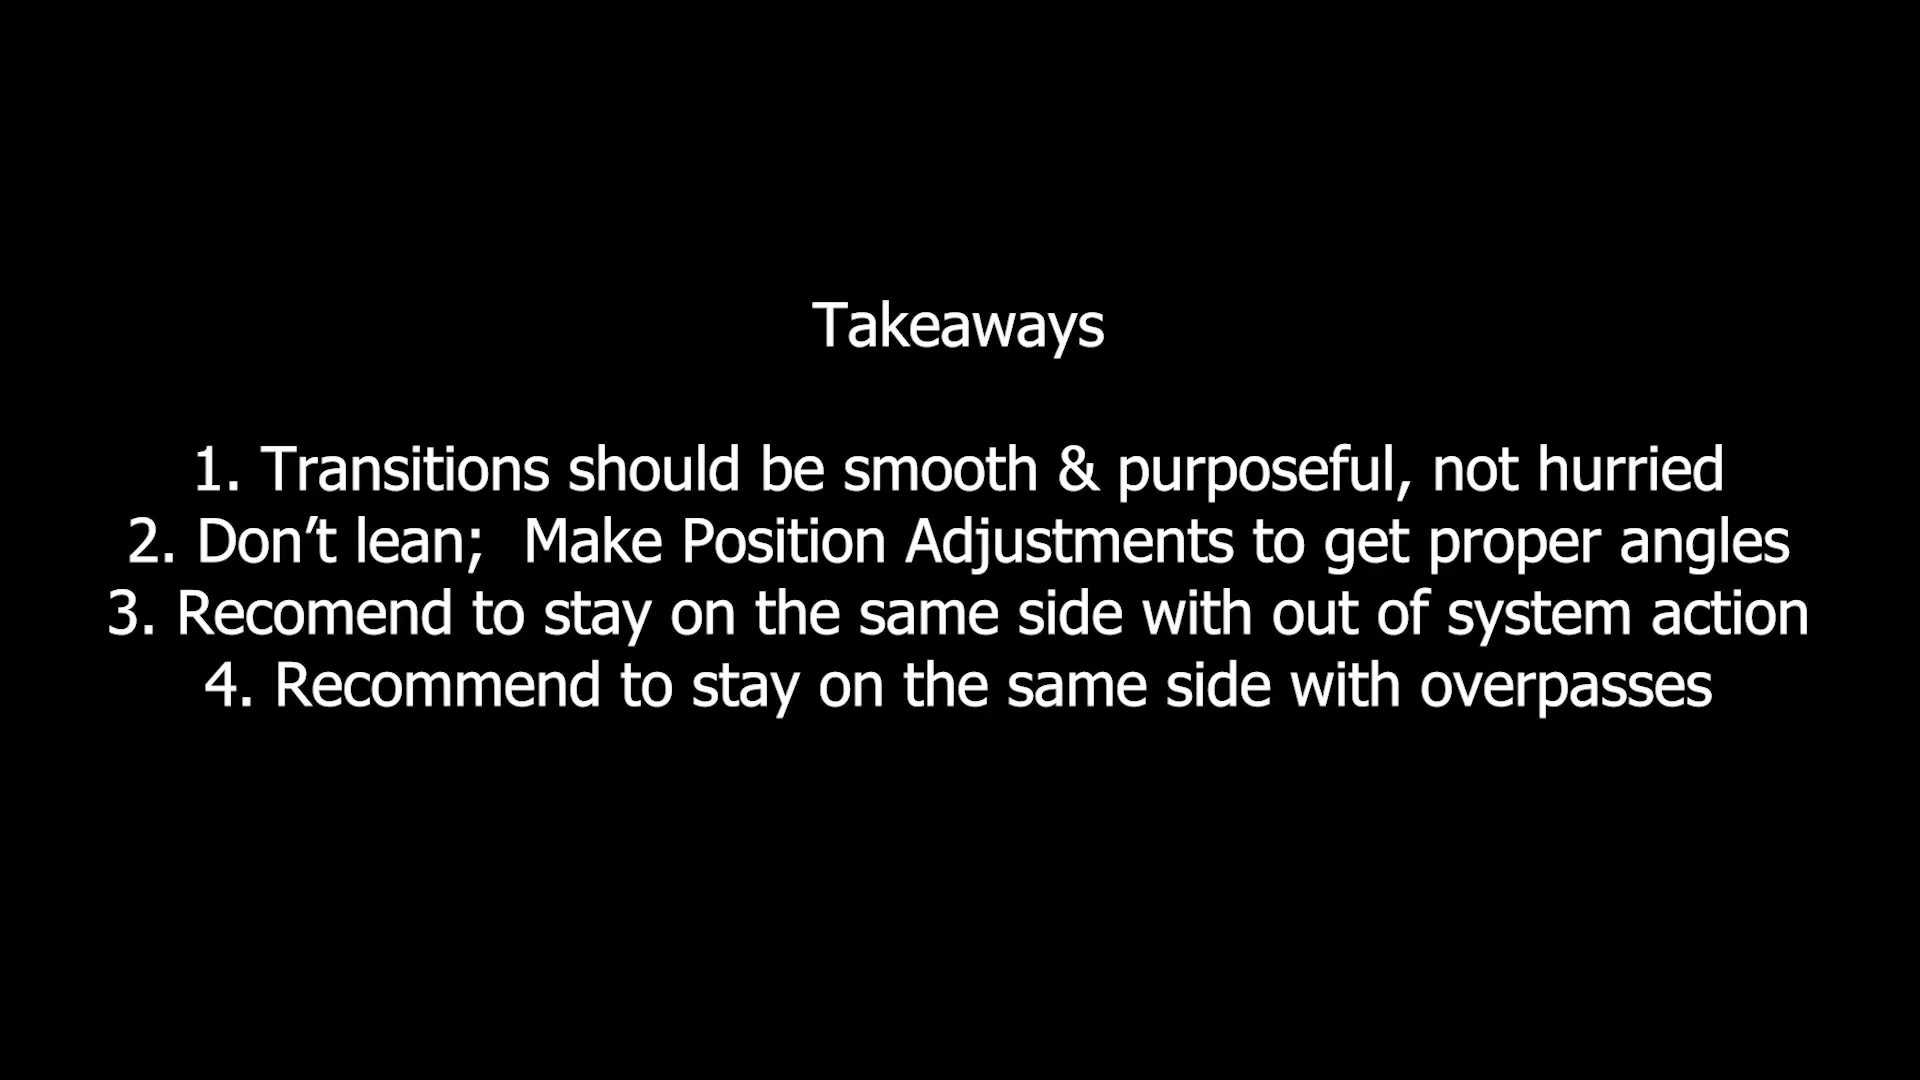 Takeaways
1. Transitions should be smooth & purposeful, not hurried
2. Don’t lean;  Make Position Adjustments to get proper angles
3. Recomend to stay on the same side with out of system action
4. Recommend to stay on the same side with overpasses